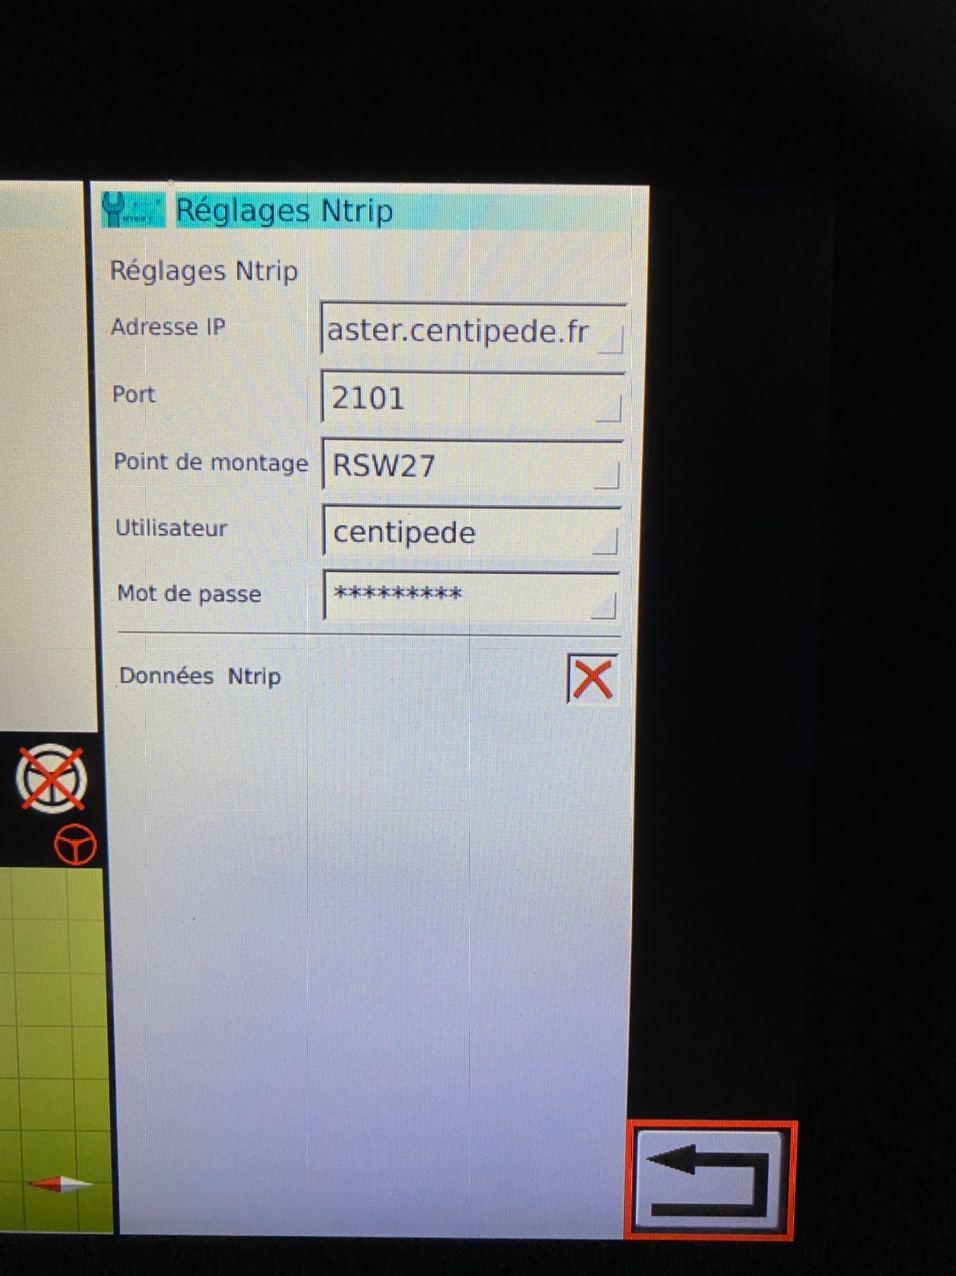 Réglages Ntrip
Réglages Ntrip
Adresse IP aster.centipede.fr
Port 2101
Point de montage RSW27
Utilisateur centipede
Mot de passe *********
Données Ntrip